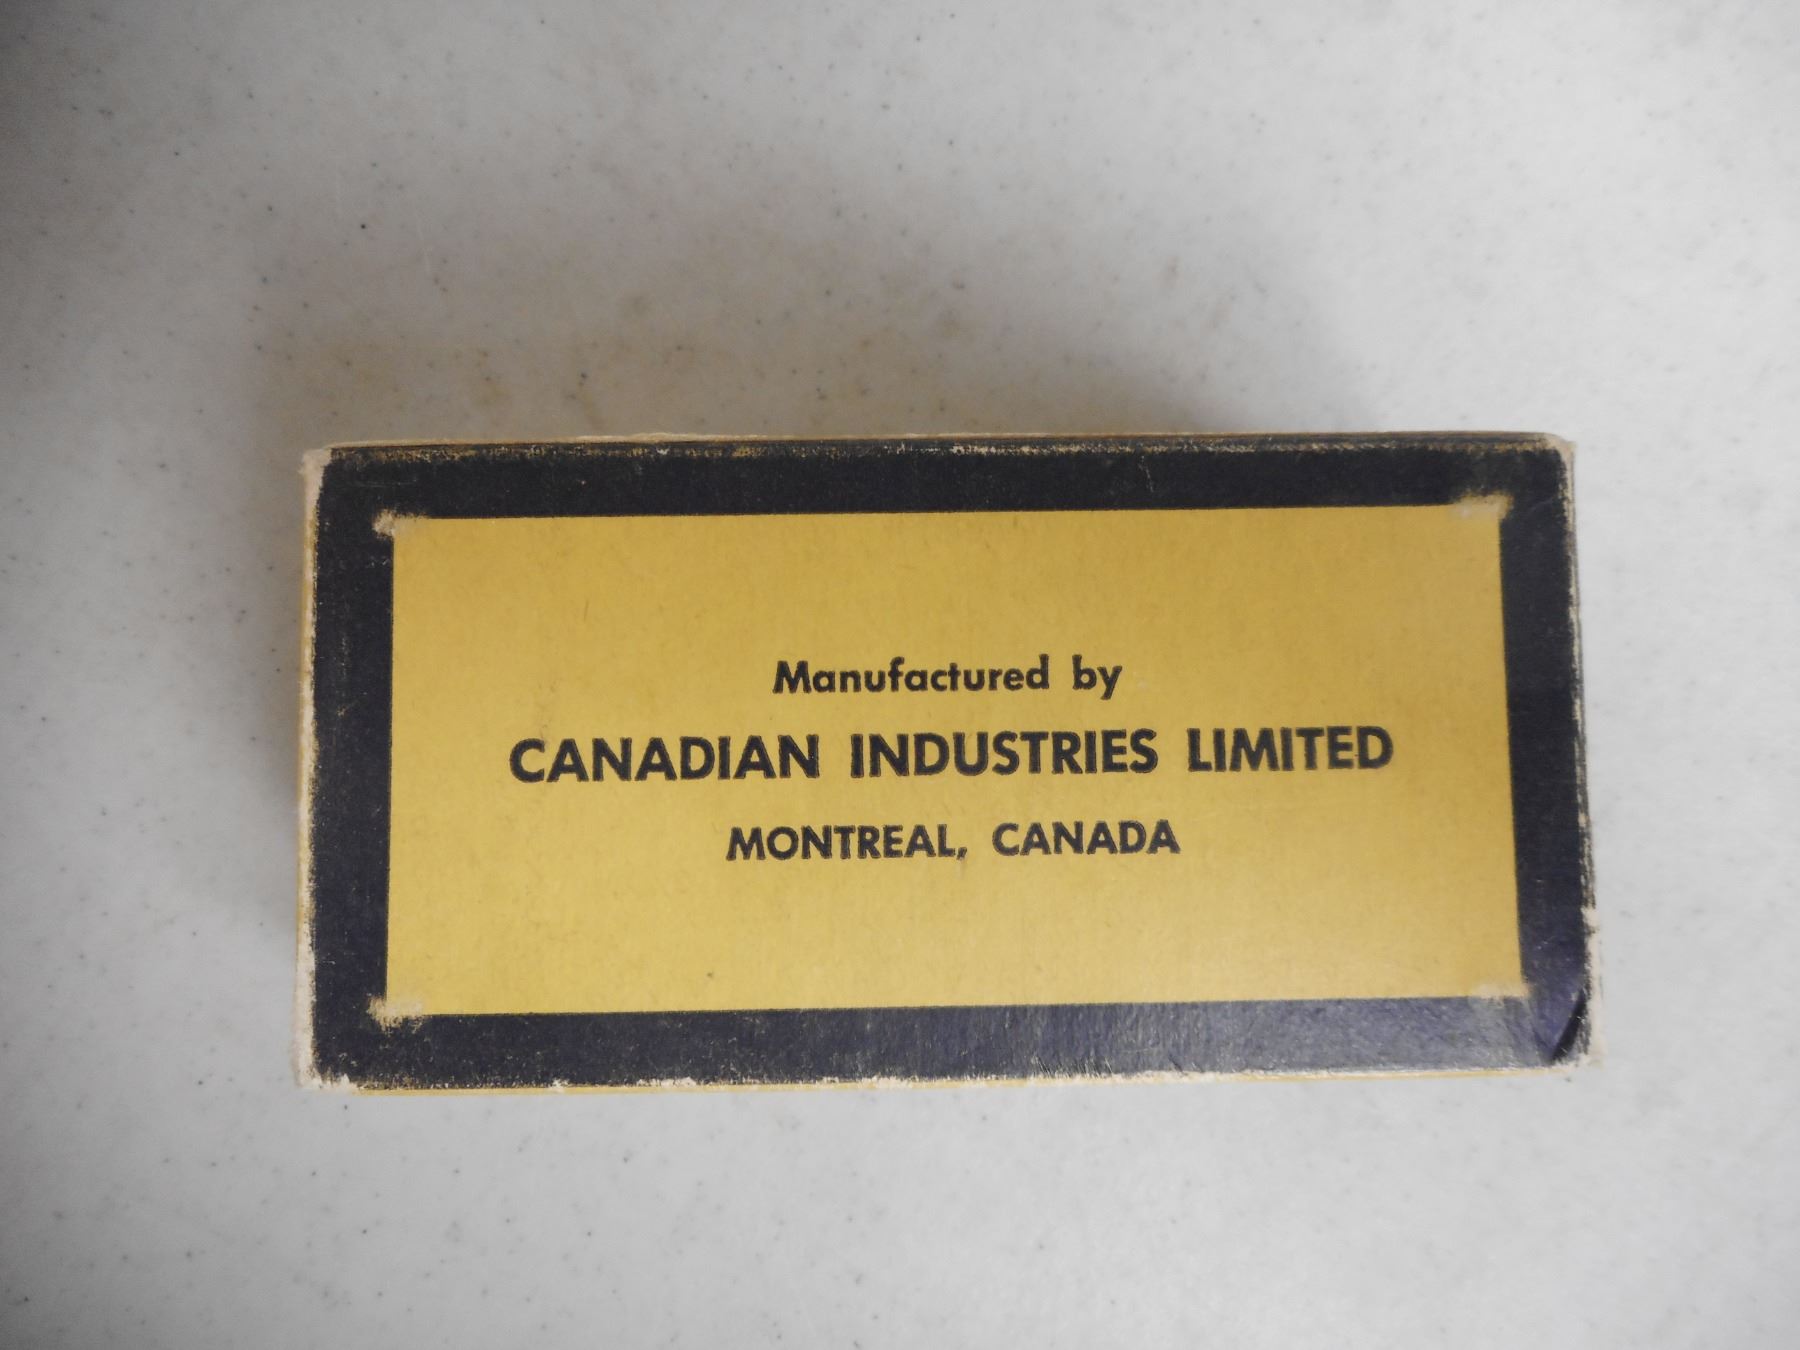 Manufactured by
CANADIAN INDUSTRIES LIMITED
MONTREAL, CANADA